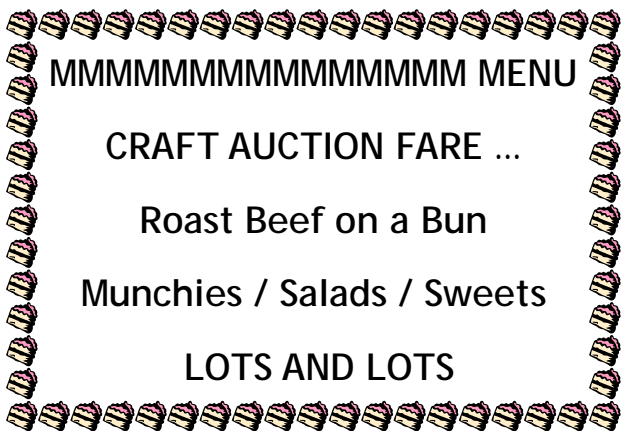 MMMMMMMMMMMMMMM MENU
CRAFT AUCTION FARE ...
Roast Beef on a Bun
Munchies / Salads / Sweets
LOTS AND LOTS